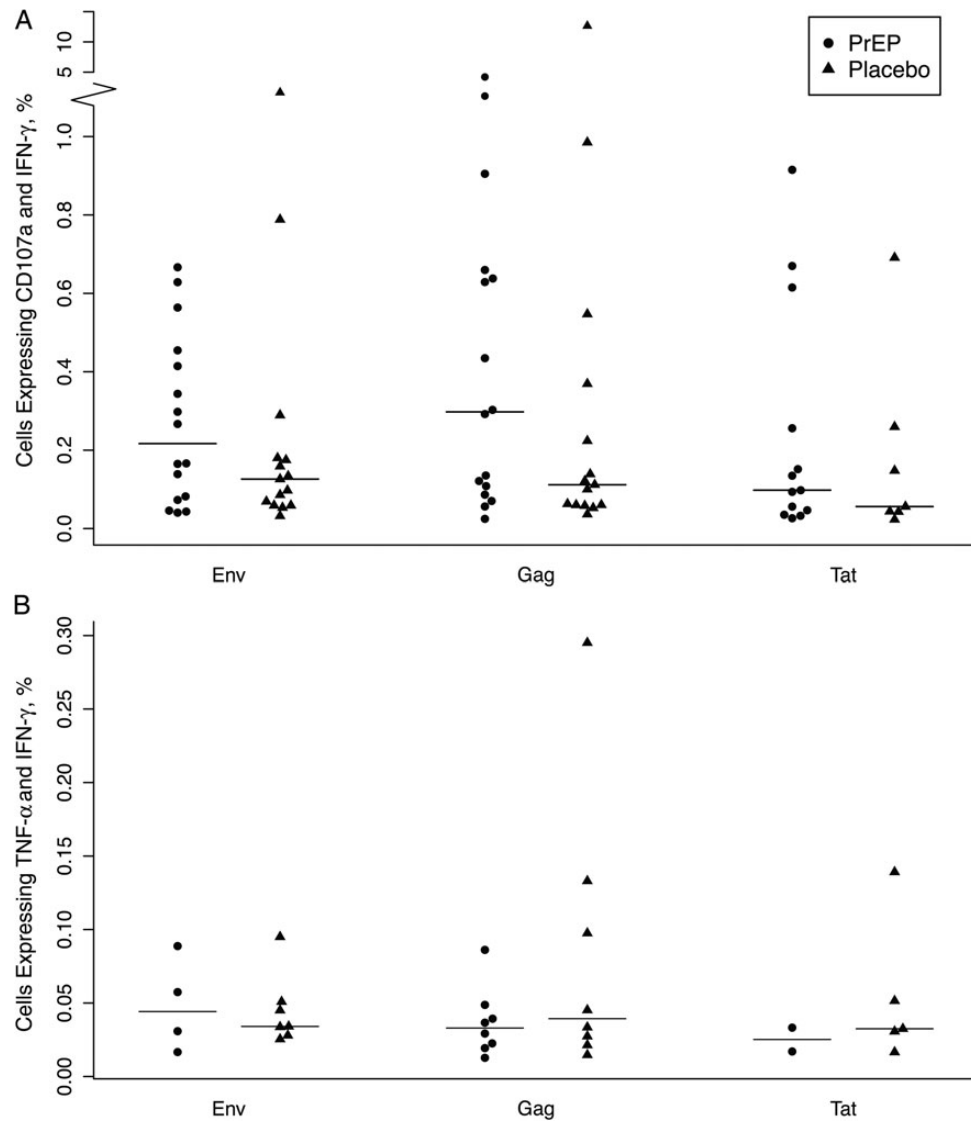 A
PrEP
Placebo
Cells Expressing CD107a and IFN-γ, %
10
5
1.0
0.8
0.6
0.4
0.2
0.0
Env Gag Tat
B
Cells Expressing TNF-α and IFN-γ, %
0.30
0.25
0.20
0.15
0.10
0.05
0.00
Env Gag Tat